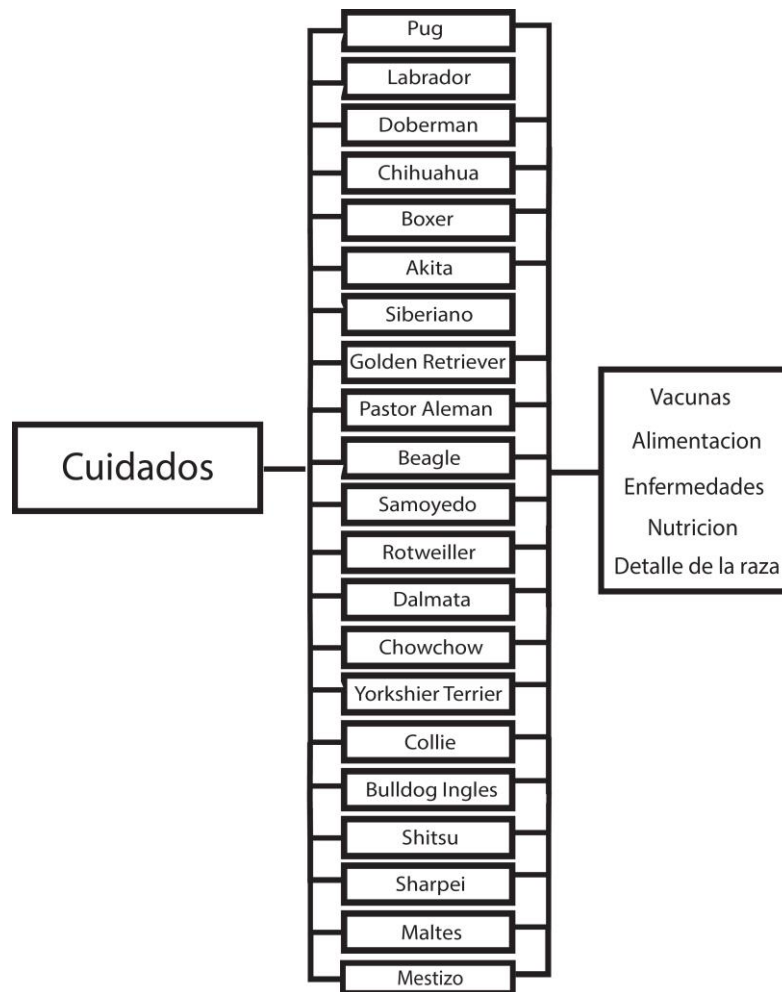 Cuidados
Pug
Labrador
Doberman
Chihuahua
Boxer
Akita
Siberiano
Golden Retriever
Pastor Aleman
Beagle
Samoyedo
Rotweiller
Dalmata
Chowchow
Yorkshier Terrier
Collie
Bulldog Ingles
Shitsu
Sharpei
Maltes
Mestizo
Vacunas
Alimentacion
Enfermedades
Nutricion
Detalle de la raza